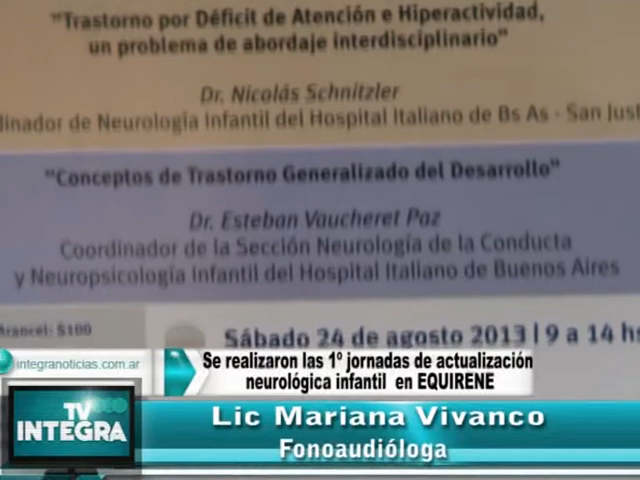 "Trastorno por Déficit de Atención e Hiperactividad,
un problema de abordaje interdisciplinario"
Dr. Nicolás Schnitzler
dinador de Neurología Infantil del Hospital Italiano de Bs As - San Just
"Conceptos de Trastorno Generalizado del Desarrollo"
Dr. Esteban Vaucheret Paz
Coordinador de la Sección Neurología de la Conducta
y Neuropsicología Infantil del Hospital Italiano de Buenos Aires
Arancel: $100
Sábado 24 de agosto 2013 | 9 a 14 hs
integranoticias.com.ar
Se realizaron las 1º jornadas de actualización
neurológica infantil en EQUIRENE
TV
INTEGRA
Lic Mariana Vivanco
Fonoaudióloga